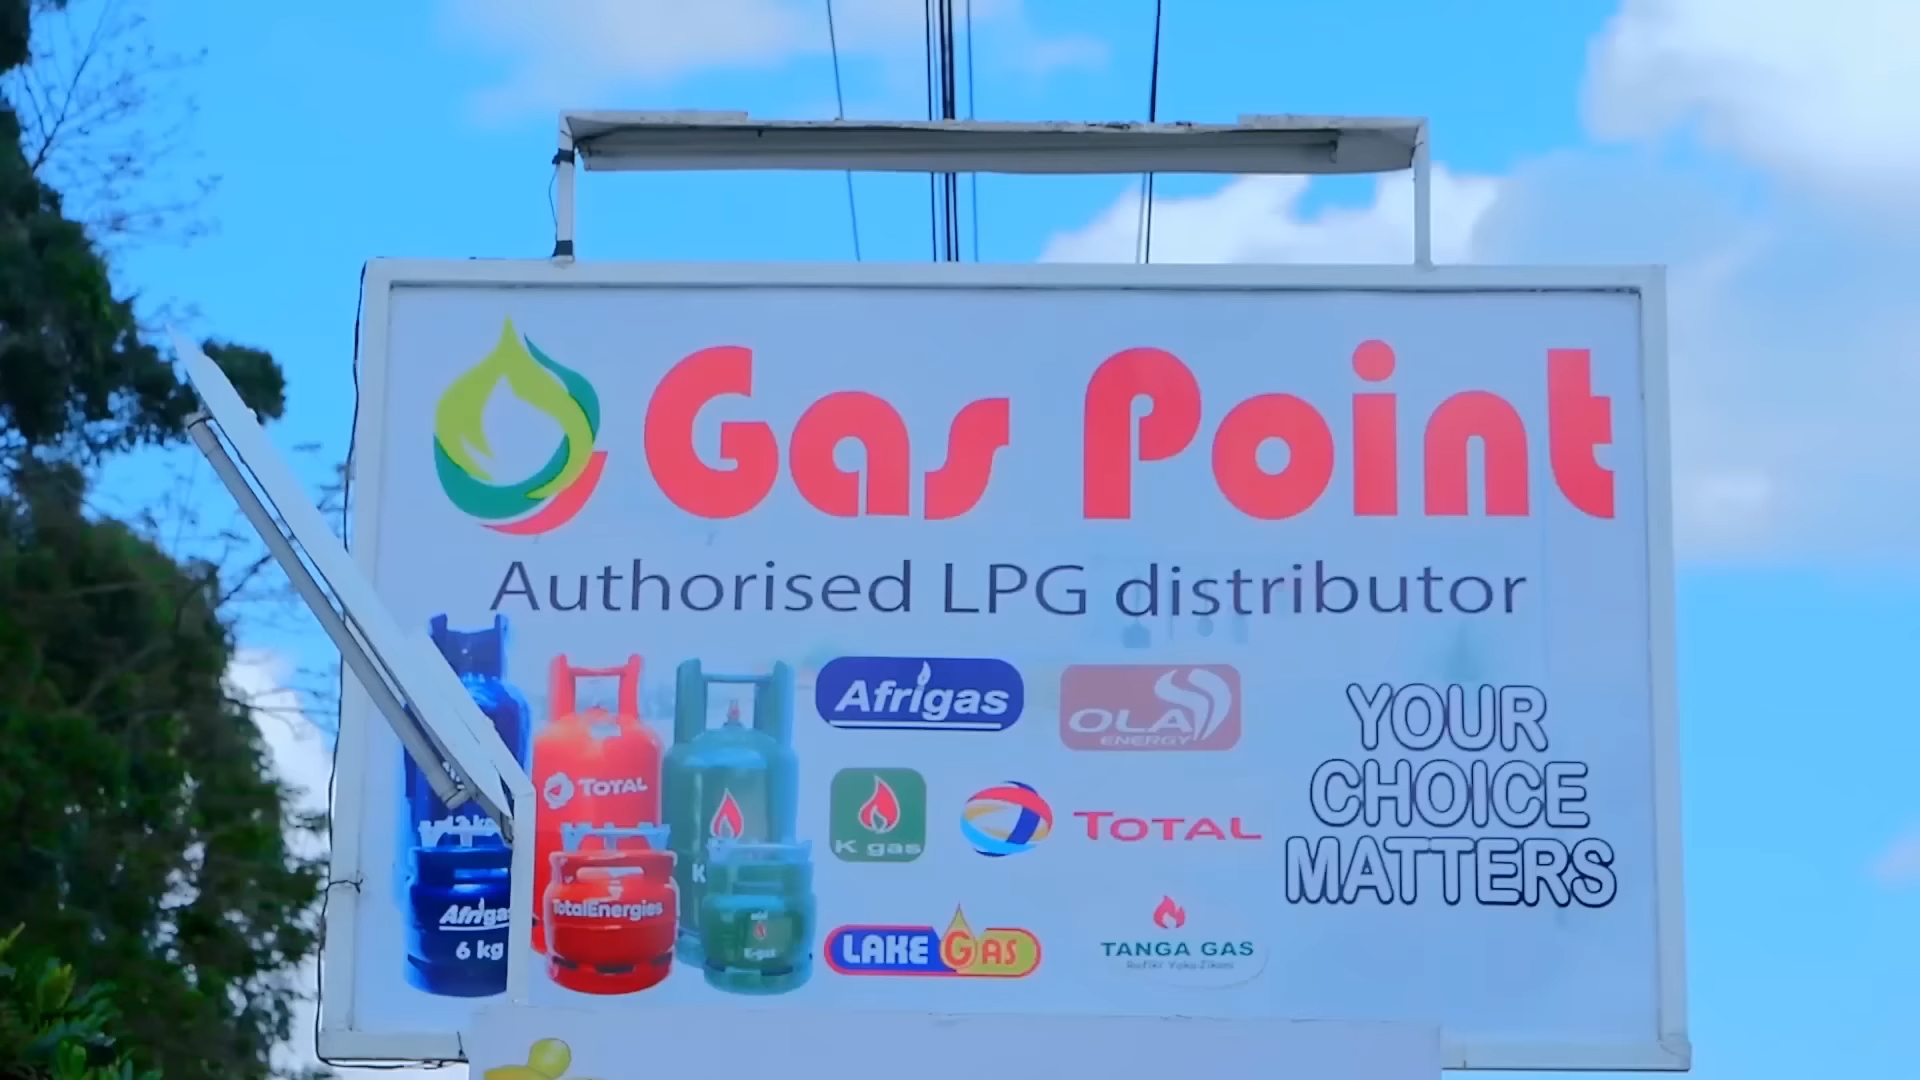 Gas Point
Authorised LPG distributor
Afrigas
OLA
ENERGY
YOUR
CHOICE
MATTERS
TOTAL
K gas
TOTAL
LAKE GAS
TANGA GAS
TotalEnergies
Afrigas
6 kg
K-gas